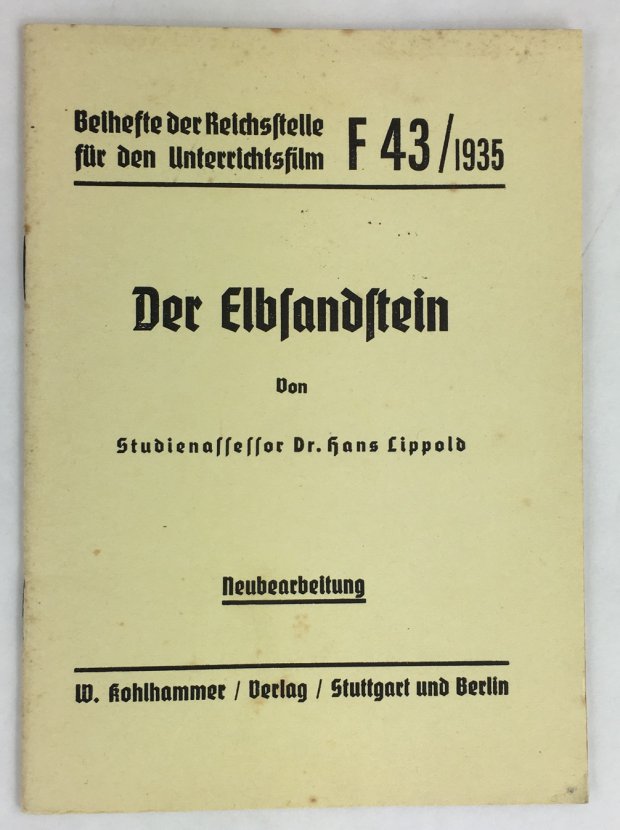 Beihefte der Reichsstelle
für den Unterrichtsfilm
F 43/1935
Der Elbsandstein
Von
Studienassessor Dr. Hans Lippold
Neubearbeitung
W. Kohlhammer / Verlag / Stuttgart und Berlin